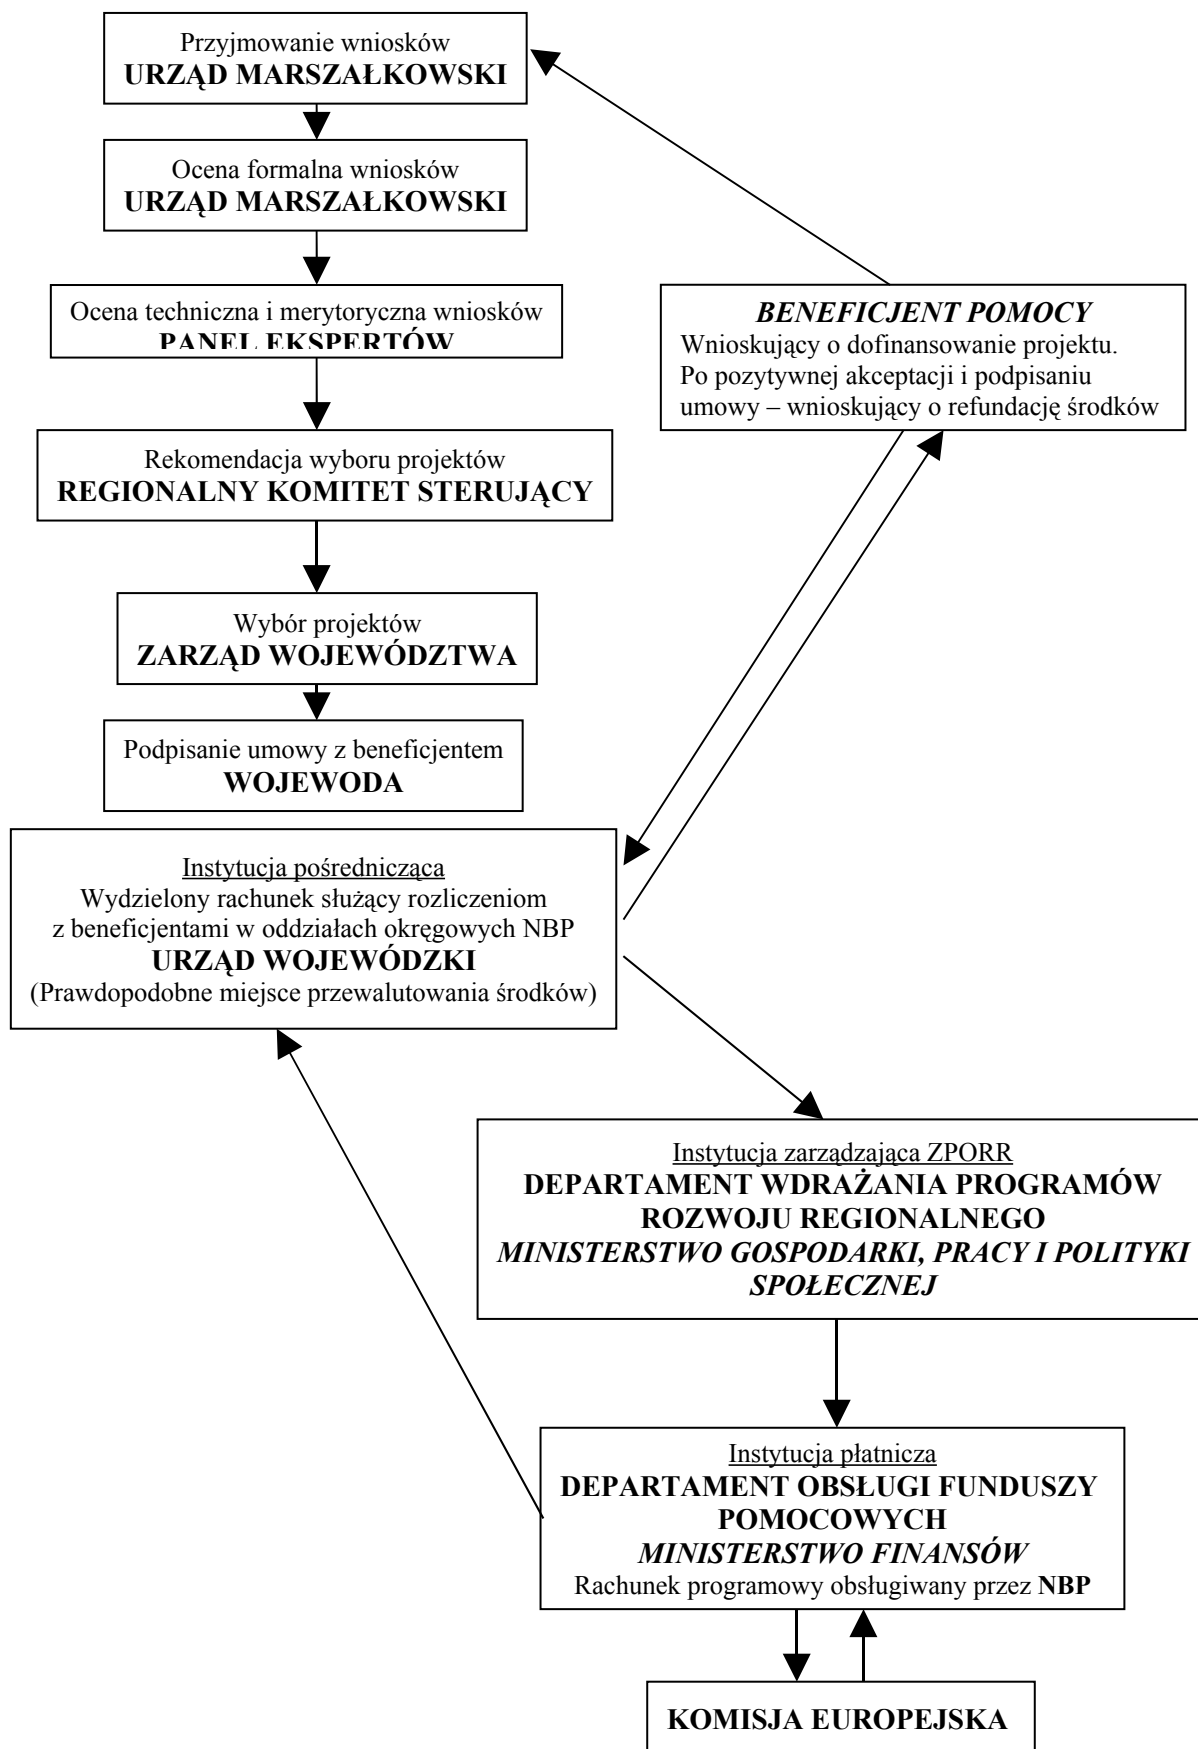 Przyjmowanie wniosków
URZĄD MARSZAŁKOWSKI
Ocena formalna wniosków
URZĄD MARSZAŁKOWSKI
Ocena techniczna i merytoryczna wniosków
PANEL EKSPERTÓW
BENEFICJENT POMOCY
Wnioskujący o dofinansowanie projektu.
Po pozytywnej akceptacji i podpisaniu
umowy – wnioskujący o refundację środków
Rekomendacja wyboru projektów
REGIONALNY KOMITET STERUJĄCY
Wybór projektów
ZARZĄD WOJEWÓDZTWA
Podpisanie umowy z beneficjentem
WOJEWODA
Instytucja pośrednicząca
Wydzielony rachunek służący rozliczeniom
z beneficjentami w oddziałach okręgowych NBP
URZĄD WOJEWÓDZKI
(Prawdopodobne miejsce przewalutowania środków)
Instytucja zarządzająca ZPORR
DEPARTAMENT WDRAŻANIA PROGRAMÓW
ROZWOJU REGIONALNEGO
MINISTERSTWO GOSPODARKI, PRACY I POLITYKI
SPOŁECZNEJ
Instytucja płatnicza
DEPARTAMENT OBSŁUGI FUNDUSZY
POMOCOWYCH
MINISTERSTWO FINANSÓW
Rachunek programowy obsługiwany przez NBP
KOMISJA EUROPEJSKA